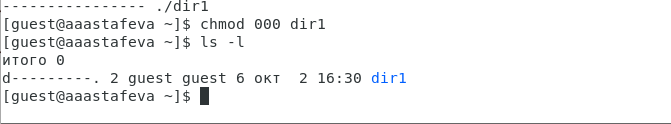 --------------- ./dir1
[guest@aaastafeva ~]$ chmod 000 dir1
[guest@aaastafeva ~]$ ls -l
итого 0
d---------. 2 guest guest 6 окт  2 16:30 dir1
[guest@aaastafeva ~]$